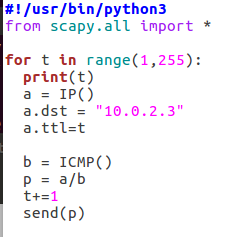 #!/usr/bin/python3
from scapy.all import *

for t in range(1,255):
  print(t)
  a = IP()
  a.dst = "10.0.2.3"
  a.ttl=t

  b = ICMP()
  p = a/b
  t+=1
  send(p)